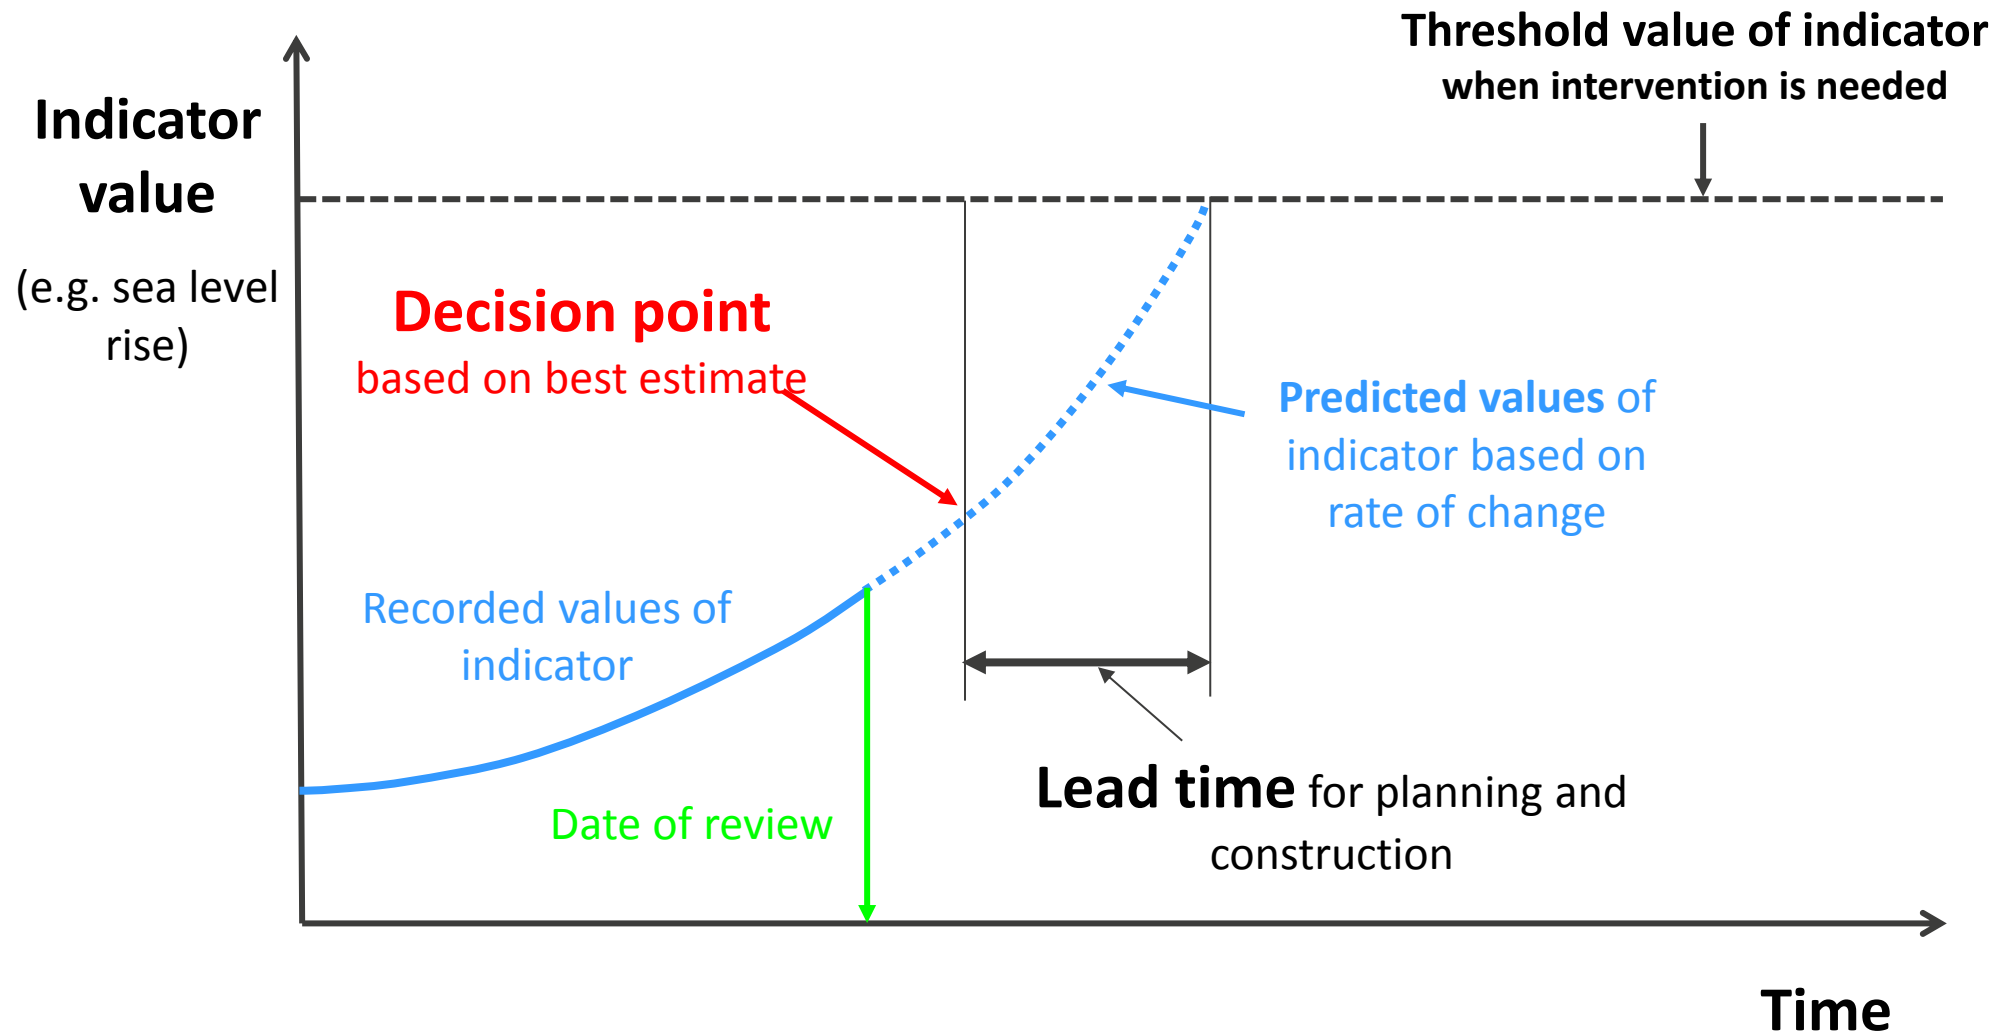 Threshold value of indicator
when intervention is needed
Indicator
value
(e.g. sea level
rise)
Decision point
based on best estimate
Predicted values of
indicator based on
rate of change
Recorded values of
indicator
Lead time for planning and
construction
Date of review
Time